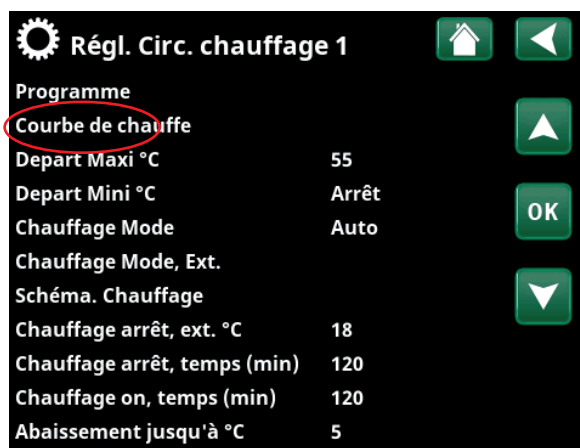 Régl. Circ. chauffage 1
Programme
Courbe de chauffe
Depart Maxi °C 55
Depart Mini °C Arrêt
OK
Chauffage Mode Auto
Chauffage Mode, Ext.
Schéma. Chauffage
Chauffage arrêt, ext. °C 18
Chauffage arrêt, temps (min) 120
Chauffage on, temps (min) 120
Abaissement jusqu'à °C 5